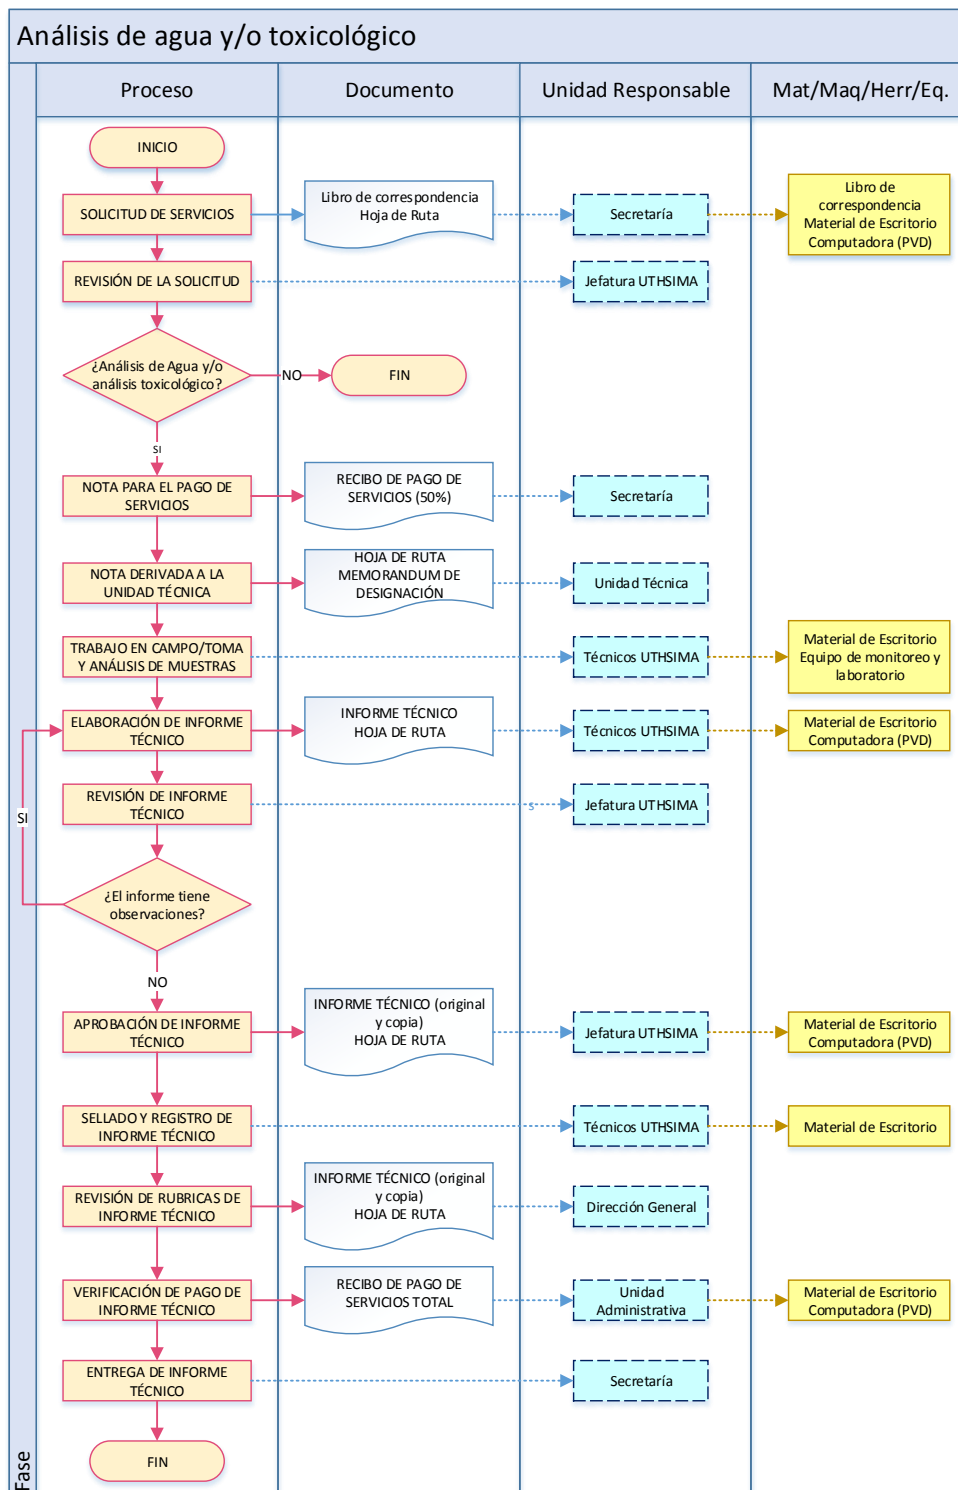 Análisis de agua y/o toxicológico
Proceso
Documento
Unidad Responsable
Mat/Maq/Herr/Eq.
INICIO
SOLICITUD DE SERVICIOS
Libro de correspondencia
Hoja de Ruta
Secretaría
Libro de
correspondencia
Material de Escritorio
Computadora (PVD)
REVISIÓN DE LA SOLICITUD
Jefatura UTHSIMA
¿Análisis de Agua y/o
análisis toxicológico?
NO
FIN
SI
NOTA PARA EL PAGO DE
SERVICIOS
RECIBO DE PAGO DE
SERVICIOS (50%)
Secretaría
NOTA DERIVADA A LA
UNIDAD TÉCNICA
HOJA DE RUTA
MEMORANDUM DE
DESIGNACIÓN
Unidad Técnica
TRABAJO EN CAMPO/TOMA
Y ANÁLISIS DE MUESTRAS
Técnicos UTHSIMA
Material de Escritorio
Equipo de monitoreo y
laboratorio
ELABORACIÓN DE INFORME
TÉCNICO
INFORME TÉCNICO
HOJA DE RUTA
Técnicos UTHSIMA
Material de Escritorio
Computadora (PVD)
REVISIÓN DE INFORME
TÉCNICO
S
Jefatura UTHSIMA
SI
¿El informe tiene
observaciones?
NO
APROBACIÓN DE INFORME
TÉCNICO
INFORME TÉCNICO (original
y copia)
HOJA DE RUTA
Jefatura UTHSIMA
Material de Escritorio
Computadora (PVD)
SELLADO Y REGISTRO DE
INFORME TÉCNICO
Técnicos UTHSIMA
Material de Escritorio
REVISIÓN DE RUBRICAS DE
INFORME TÉCNICO
INFORME TÉCNICO (original
y copia)
HOJA DE RUTA
Dirección General
VERIFICACIÓN DE PAGO DE
INFORME TÉCNICO
RECIBO DE PAGO DE
SERVICIOS TOTAL
Unidad
Administrativa
Material de Escritorio
Computadora (PVD)
ENTREGA DE INFORME
TÉCNICO
Secretaría
FIN
Fase